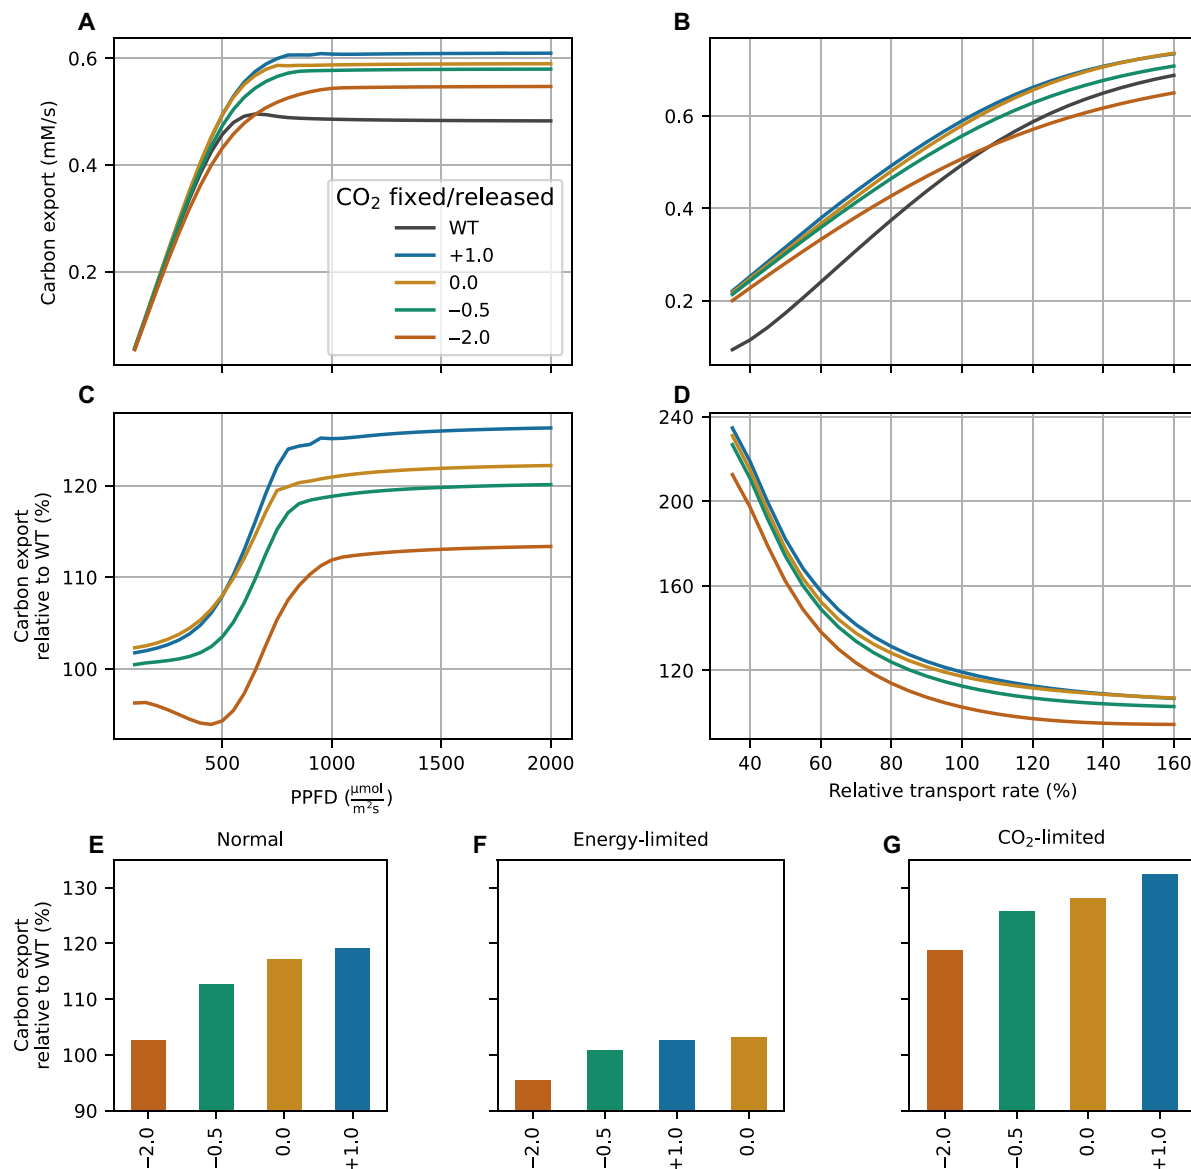 A
B
Carbon export (mM/s)
0.6
0.4
0.2
CO₂ fixed/released
WT
+1.0
0.0
−0.5
−2.0
0.6
0.4
0.2
C
D
Carbon export
relative to WT (%)
120
110
100
500
1000
1500
2000
PPFD (μmol/m²s)
240
200
160
120
40
60
80
100
120
140
160
Relative transport rate (%)
E
Normal
F
Energy-limited
G
CO₂-limited
Carbon export
relative to WT (%)
130
120
110
100
90
−2.0
−0.5
0.0
+1.0
−2.0
−0.5
+1.0
0.0
−2.0
−0.5
0.0
+1.0